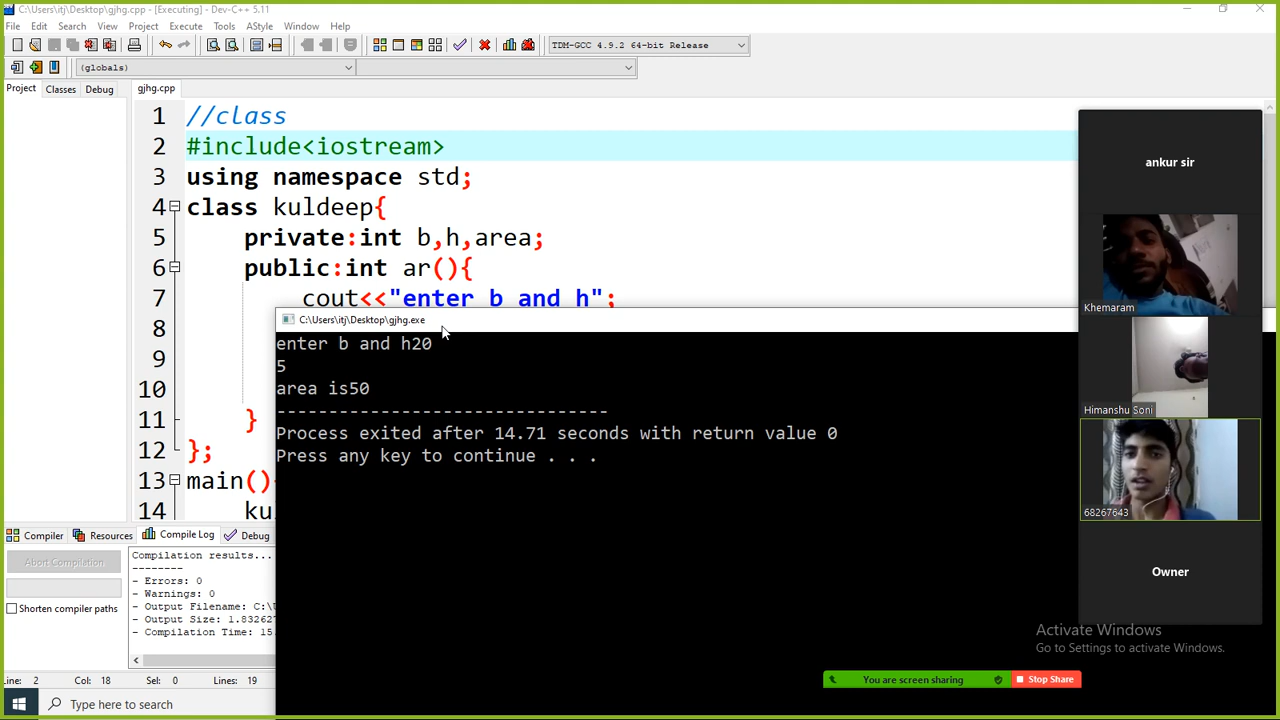 C:\Users\itj\Desktop\gjhg.cpp - [Executing] - Dev-C++ 5.11
File Edit Search View Project Execute Tools AStyle Window Help
TDM-GCC 4.9.2 64-bit Release
(globals)
Project Classes Debug gjhg.cpp
1 //class
2 #include<iostream>
3 using namespace std;
4 class kuldeep{
5 private:int b,h,area;
6 public:int ar(){
7 cout<<"enter b and h";
8
9
10
11 }
12 };
13 main()
14 ku
C:\Users\itj\Desktop\gjhg.exe
enter b and h20
5
area is50
--------------------------------
Process exited after 14.71 seconds with return value 0
Press any key to continue . . .
ankur sir
Khemaram
Himanshu Soni
68267643
Owner
Compiler Resources Compile Log Debug
Abort Compilation
Shorten compiler paths
Compilation results...
--------
- Errors: 0
- Warnings: 0
- Output Filename: C:\
- Output Size: 1.83262
- Compilation Time: 15.
Activate Windows
Go to Settings to activate Windows.
You are screen sharing Stop Share
Line: 2 Col: 18 Sel: 0 Lines: 19
Type here to search